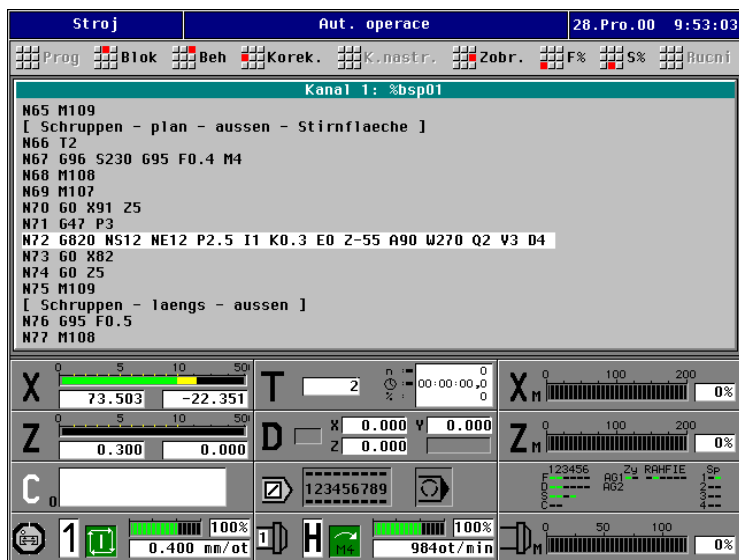 Stroj Aut. operace 28.Pro.00 9:53:03
Prog Blok Beh Korek. K.nastr. Zobr. F% S% Rucni
Kanal 1: %bsp01
N65 M109
[ Schruppen - plan - aussen - Stirnflaeche ]
N66 T2
N67 G96 S230 G95 F0.4 M4
N68 M108
N69 M107
N70 G0 X91 Z5
N71 G47 P3
N72 G820 NS12 NE12 P2.5 I1 K0.3 E0 Z-55 A90 W270 Q2 V3 D4
N73 G0 X82
N74 G0 Z5
N75 M109
[ Schruppen - laengs - aussen ]
N76 G95 F0.5
N77 M108
X 0 5 10 50 73.503 -22.351
T 2 n := 0
:= 00:00:00,0
% : 0
X M 0 100 200 0%
Z 0 5 10 50 0.300 0.000
D X 0.000 Y 0.000
Z 0.000
Z M 0 100 200 0%
C 0
123456789
123456 Zy RAHFIE Sp
F AG1 1
D AG2 2
S 3
C 4
1 100%
0.400 mm/ot
1 H M4 100%
984ot/min
M 0 50 100 0%